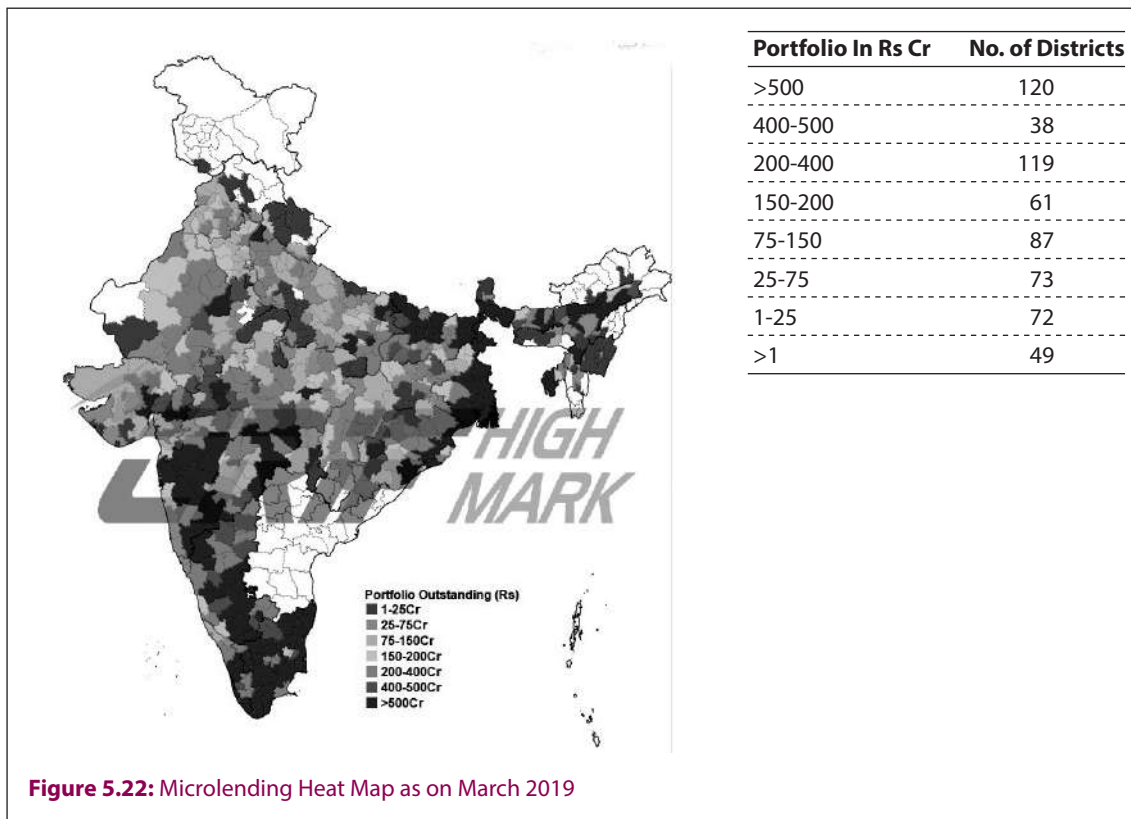 HIGH
MARK
Portfolio Outstanding (Rs)
1-25Cr
25-75Cr
75-150Cr
150-200Cr
200-400Cr
400-500Cr
>500Cr
Portfolio In Rs Cr No. of Districts
>500 120
400-500 38
200-400 119
150-200 61
75-150 87
25-75 73
1-25 72
>1 49
Figure 5.22: Microlending Heat Map as on March 2019